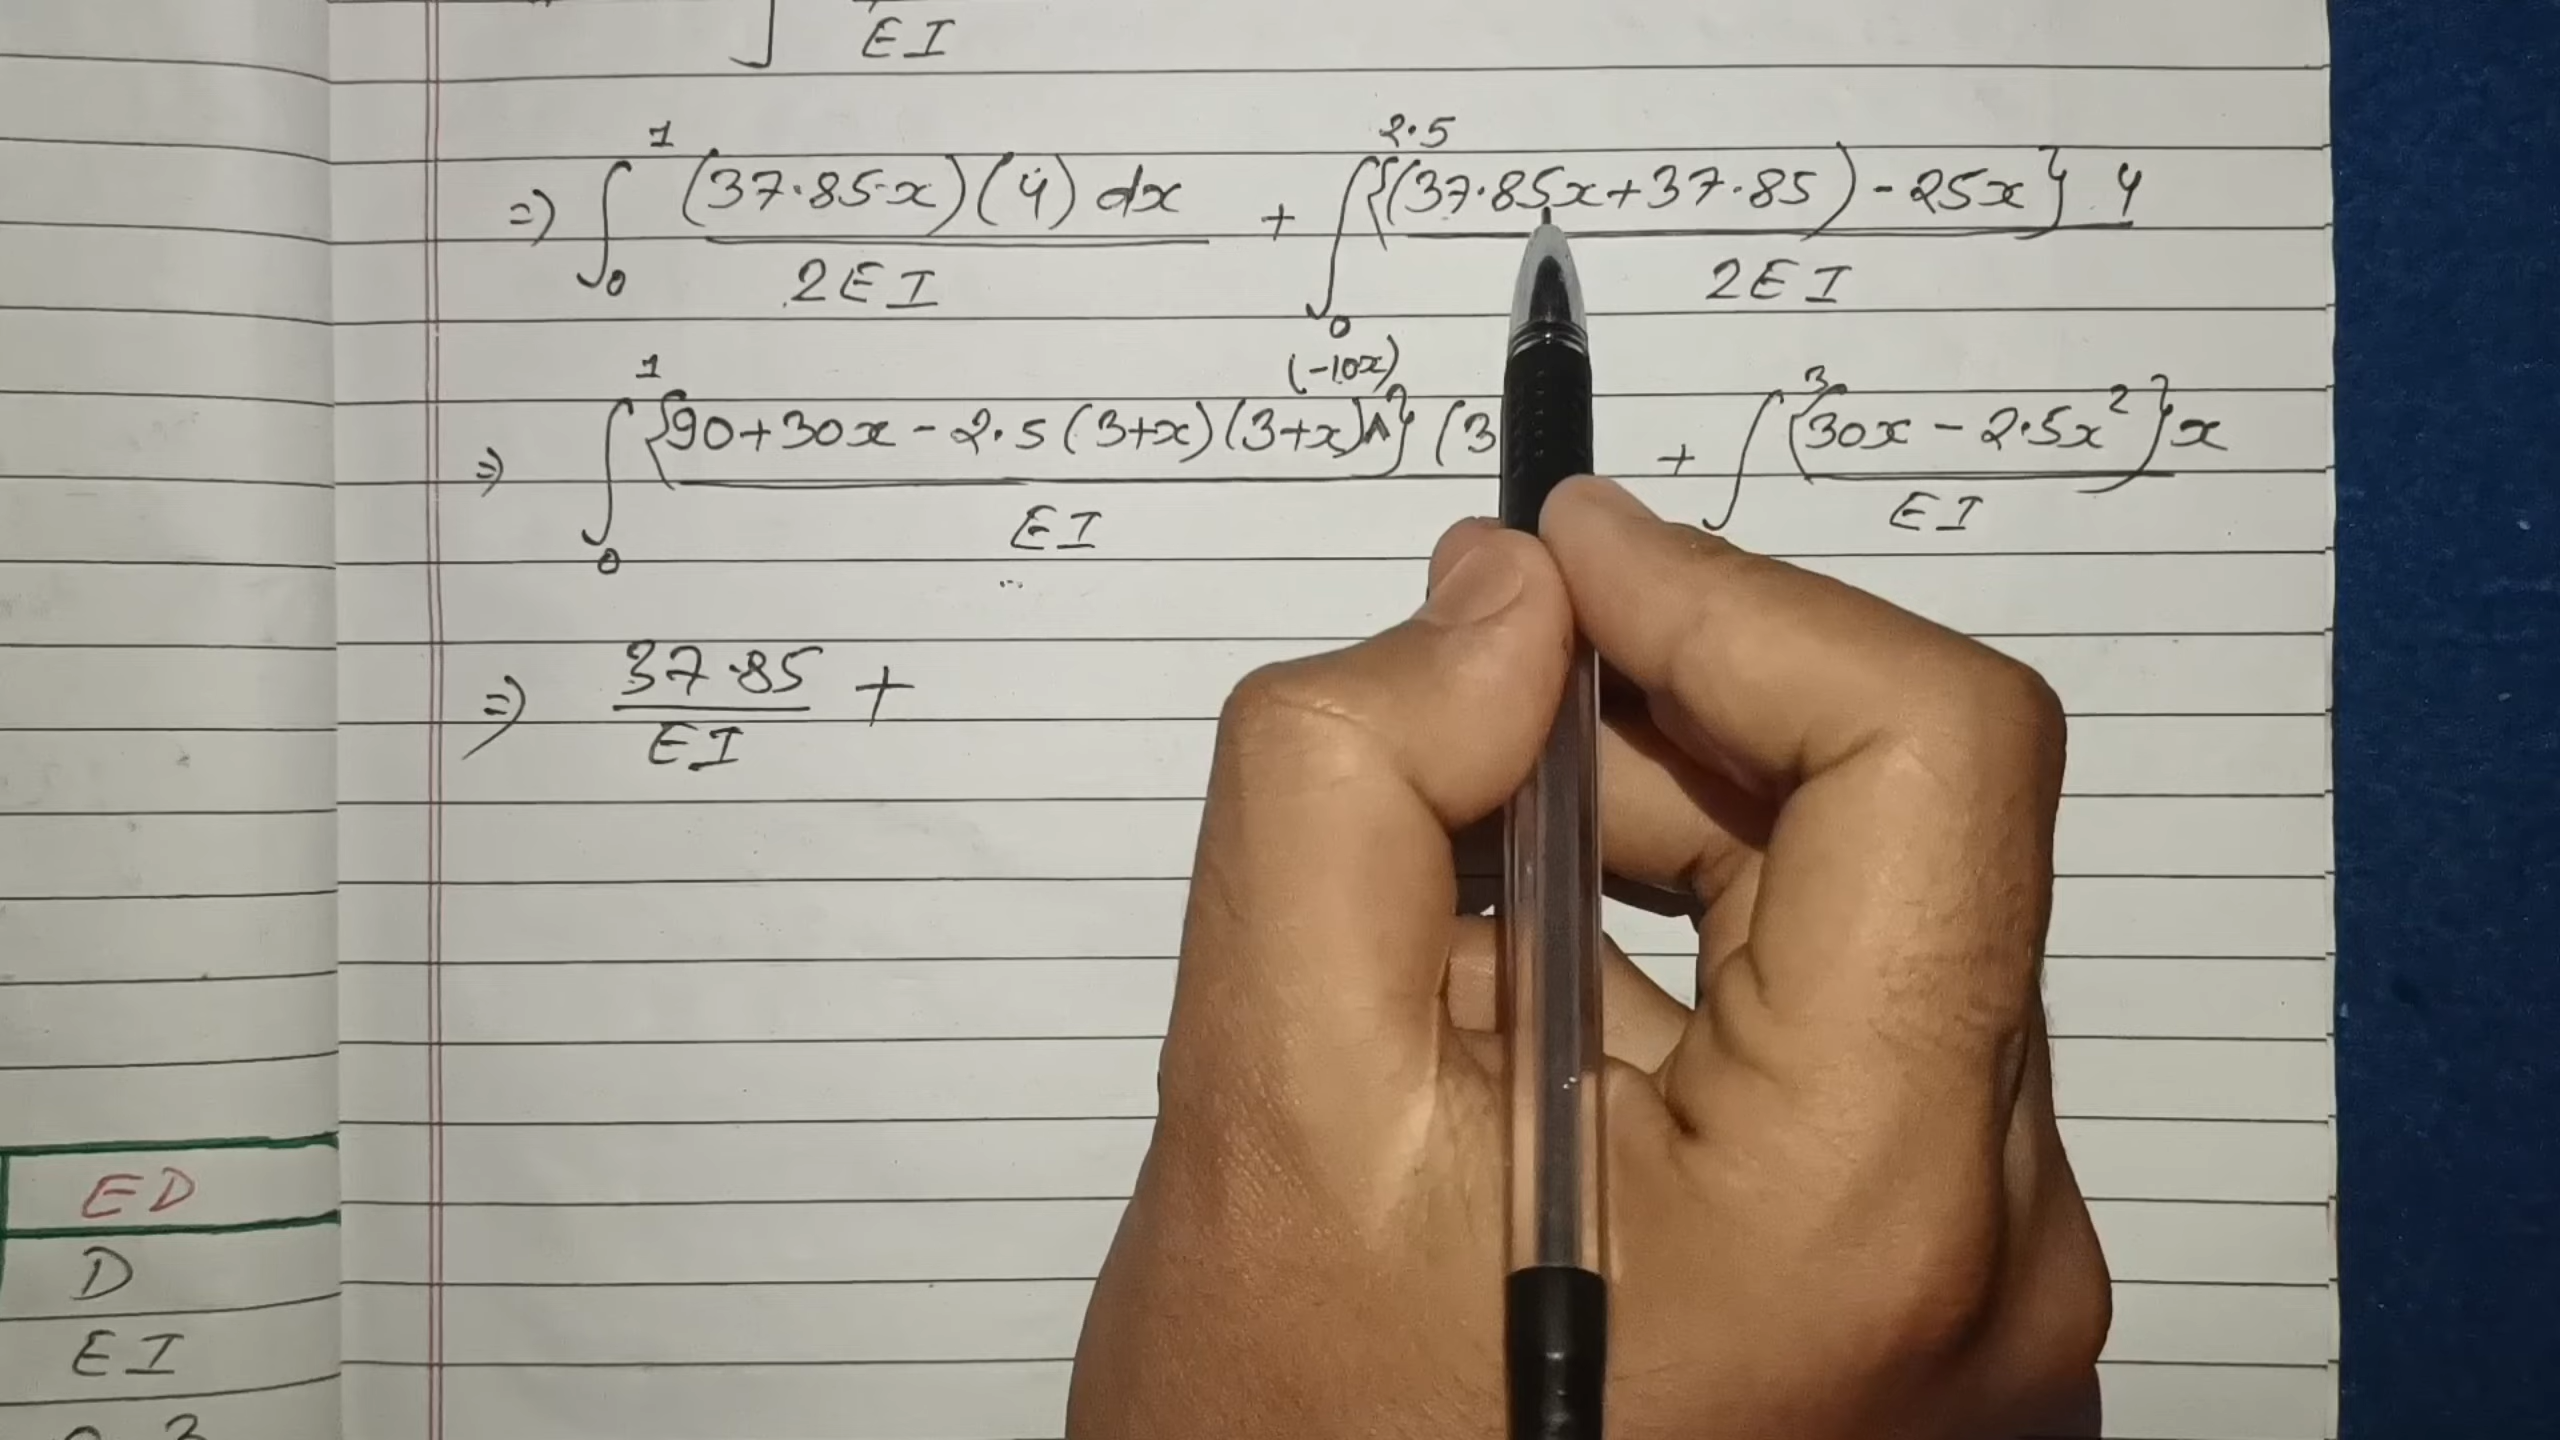 EI
⇒ ∫₀¹ (37.85x)(4) dx / 2EI + ∫₀^2.5 {(37.85x+37.85) - 25x} 4 / 2EI
(-10x)
⇒ ∫₀¹ {90+30x - 2.5(3+x)(3+x)^} (3 / EI + ∫³ {30x - 2.5x²}x / EI
⇒ 37.85 / EI +
ED
D
EI